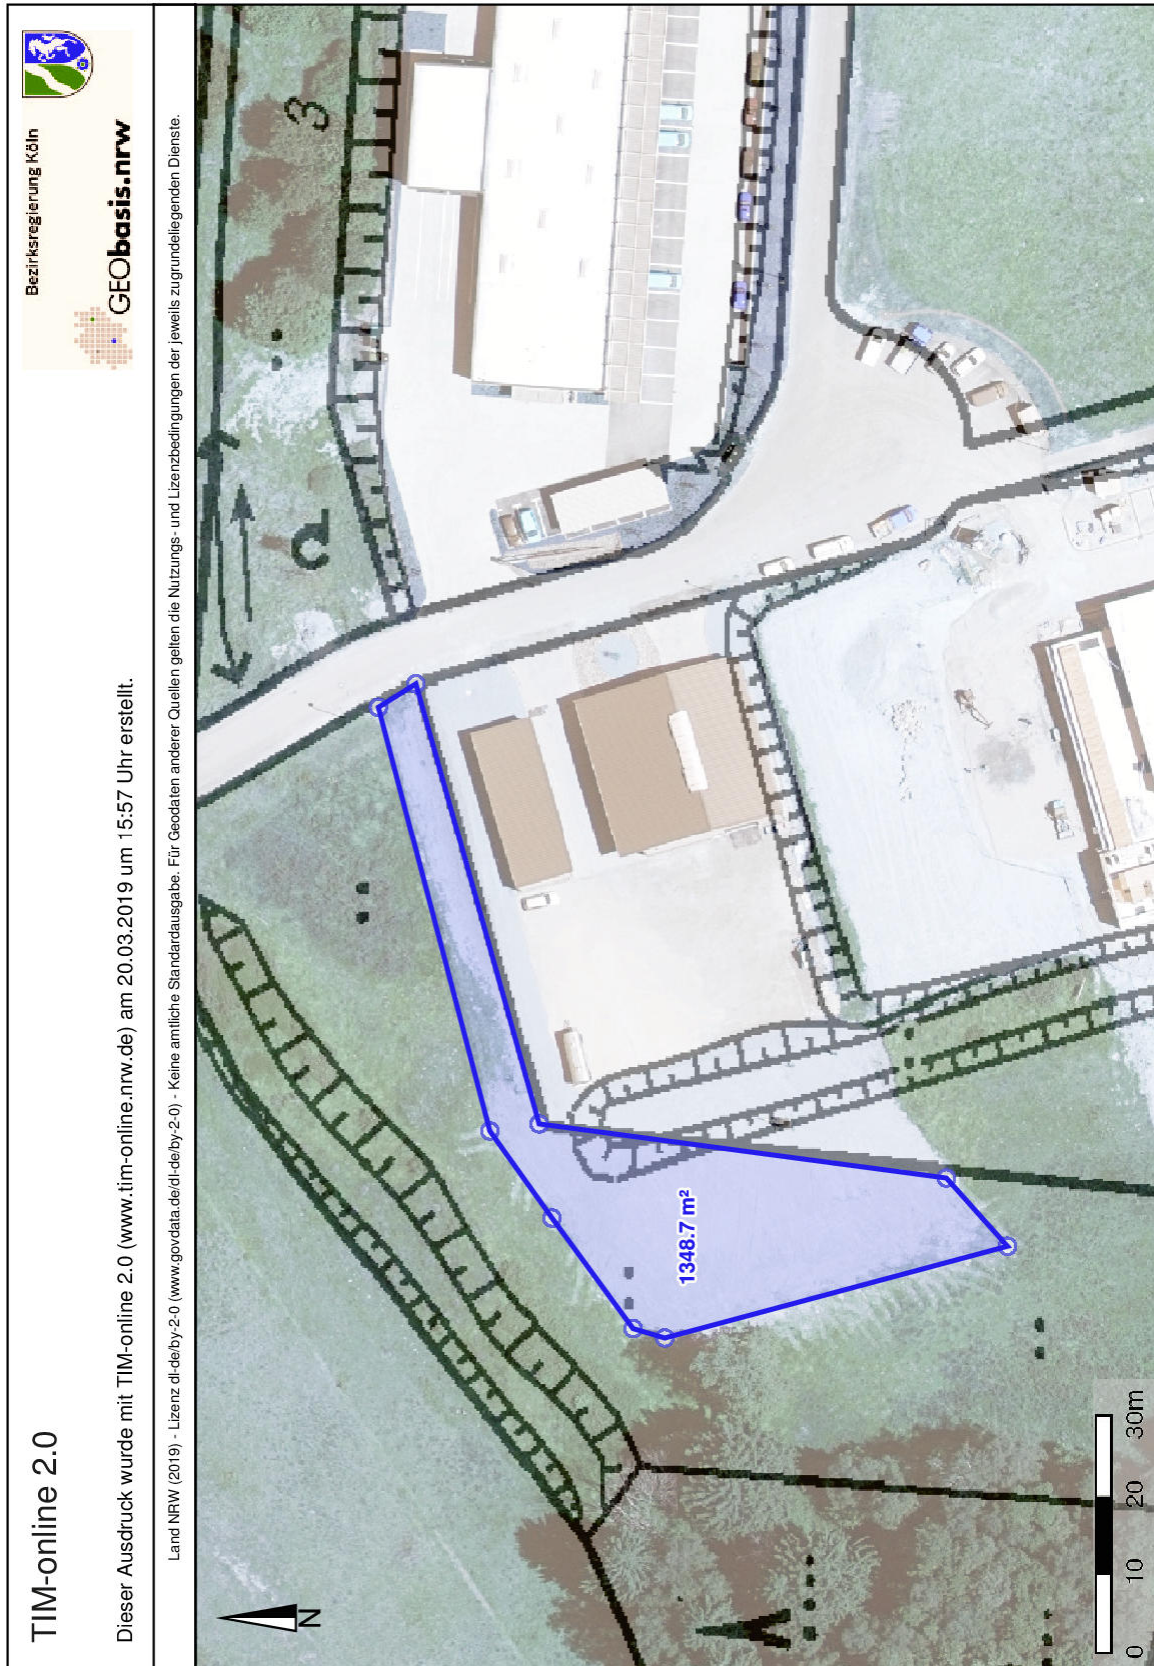 TIM-online 2.0
Bezirksregierung Köln
GEObasis.nrw
Dieser Ausdruck wurde mit TIM-online 2.0 (www.tim-online.nrw.de) am 20.03.2019 um 15:57 Uhr erstellt.
Land NRW (2019) - Lizenz dl-de/by-2-0 (www.govdata.de/dl-de/by-2-0) - Keine amtliche Standardausgabe. Für Geodaten anderer Quellen gelten die Nutzungs- und Lizenzbedingungen der jeweils zugrundeliegenden Dienste.
N
d
3
1348.7 m²
0 10 20 30m